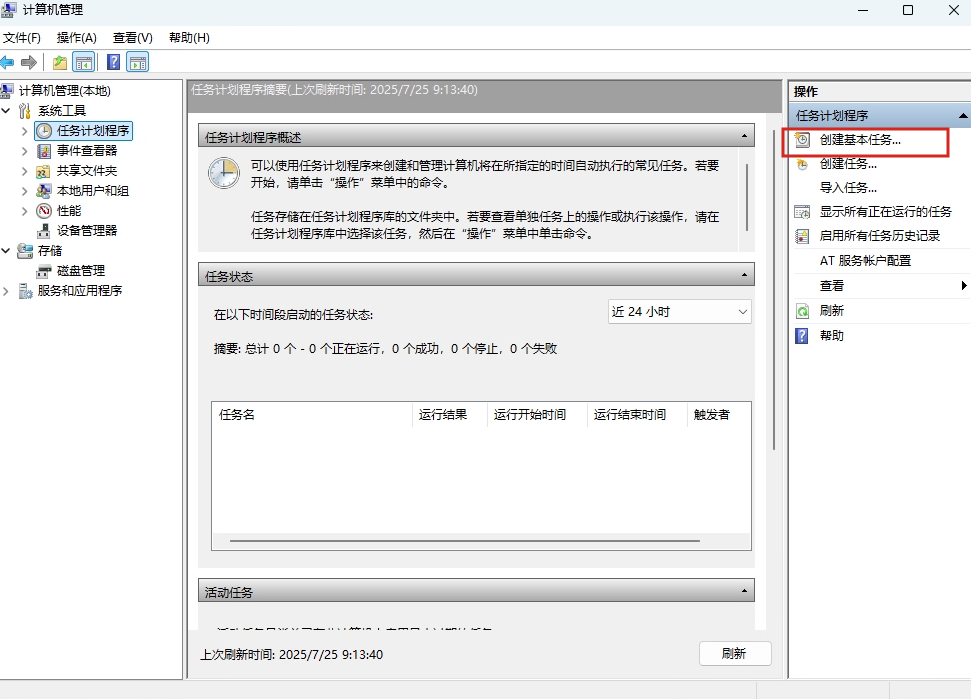 计算机管理
文件(F) 操作(A) 查看(V) 帮助(H)
计算机管理(本地)
系统工具
任务计划程序
事件查看器
共享文件夹
本地用户和组
性能
设备管理器
存储
磁盘管理
服务和应用程序
任务计划程序摘要(上次刷新时间: 2025/7/25 9:13:40)
任务计划程序概述
可以使用任务计划程序来创建和管理计算机将在所指定的时间自动执行的常见任务。若要
开始，请单击“操作”菜单中的命令。
任务存储在任务计划程序库的文件夹中。若要查看单独任务上的操作或执行该操作，请在
任务计划程序库中选择该任务，然后在“操作”菜单中单击命令。
任务状态
在以下时间段启动的任务状态:
近 24 小时
摘要: 总计 0 个 - 0 个正在运行，0 个成功，0 个停止，0 个失败
任务名 运行结果 运行开始时间 运行结束时间 触发者
活动任务
上次刷新时间: 2025/7/25 9:13:40
刷新
操作
任务计划程序
创建基本任务...
创建任务...
导入任务...
显示所有正在运行的任务
启用所有任务历史记录
AT 服务帐户配置
查看
刷新
帮助